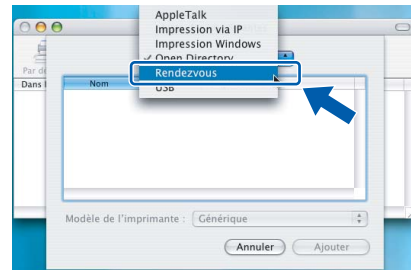 AppleTalk
Impression via IP
Impression Windows
✓ Open Directory
Rendezvous
USB
Par dé
Dans l
Nom
Modèle de l'imprimante :
Générique
Annuler
Ajouter